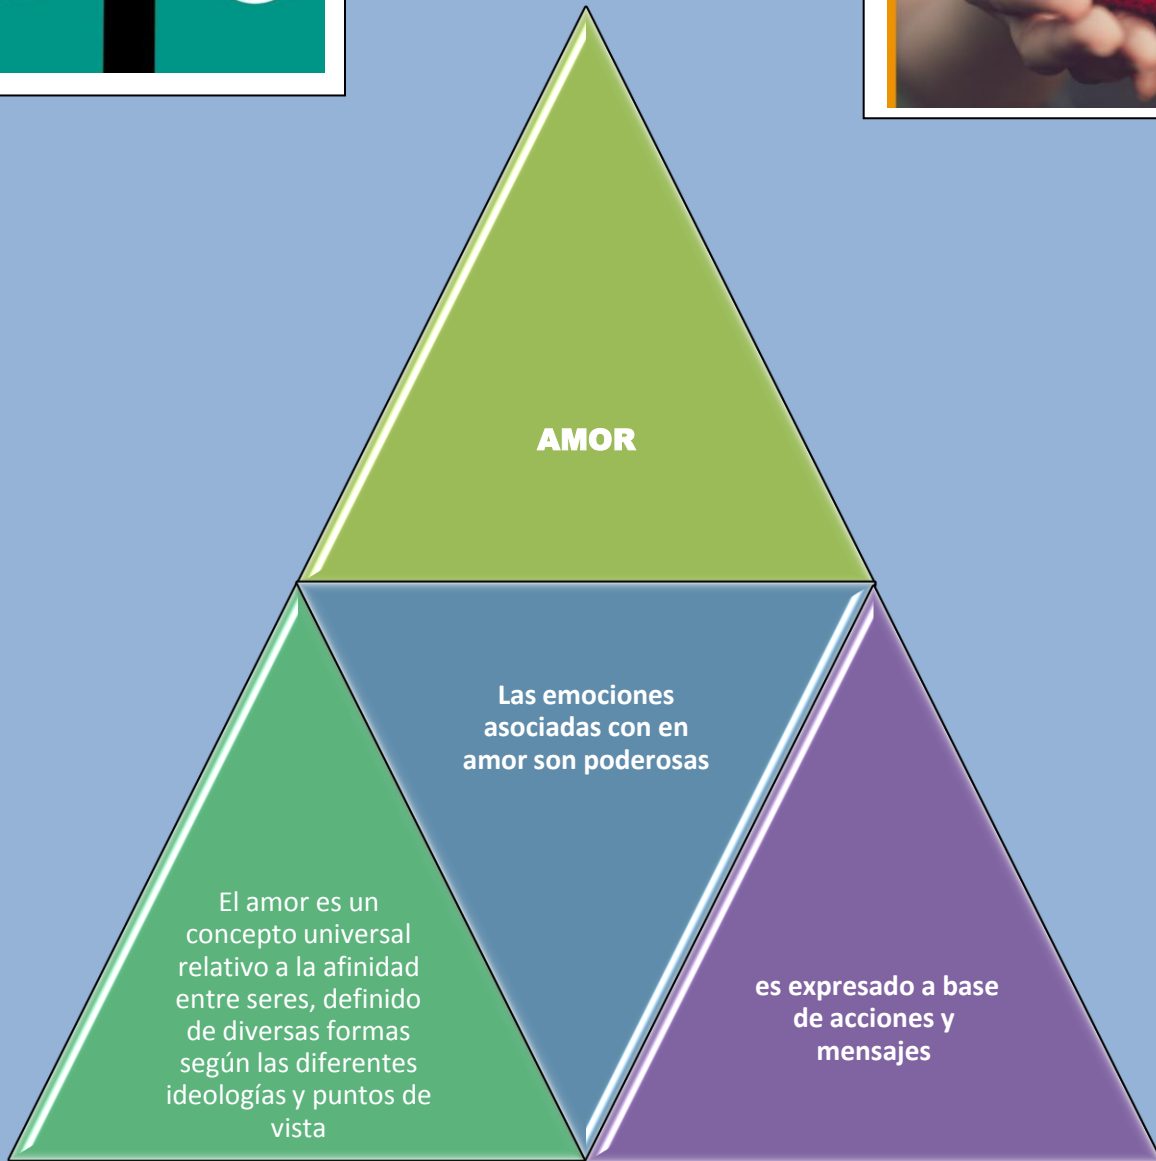 AMOR
Las emociones
asociadas con en
amor son poderosas
El amor es un
concepto universal
relativo a la afinidad
entre seres, definido
de diversas formas
según las diferentes
ideologías y puntos de
vista
es expresado a base
de acciones y
mensajes